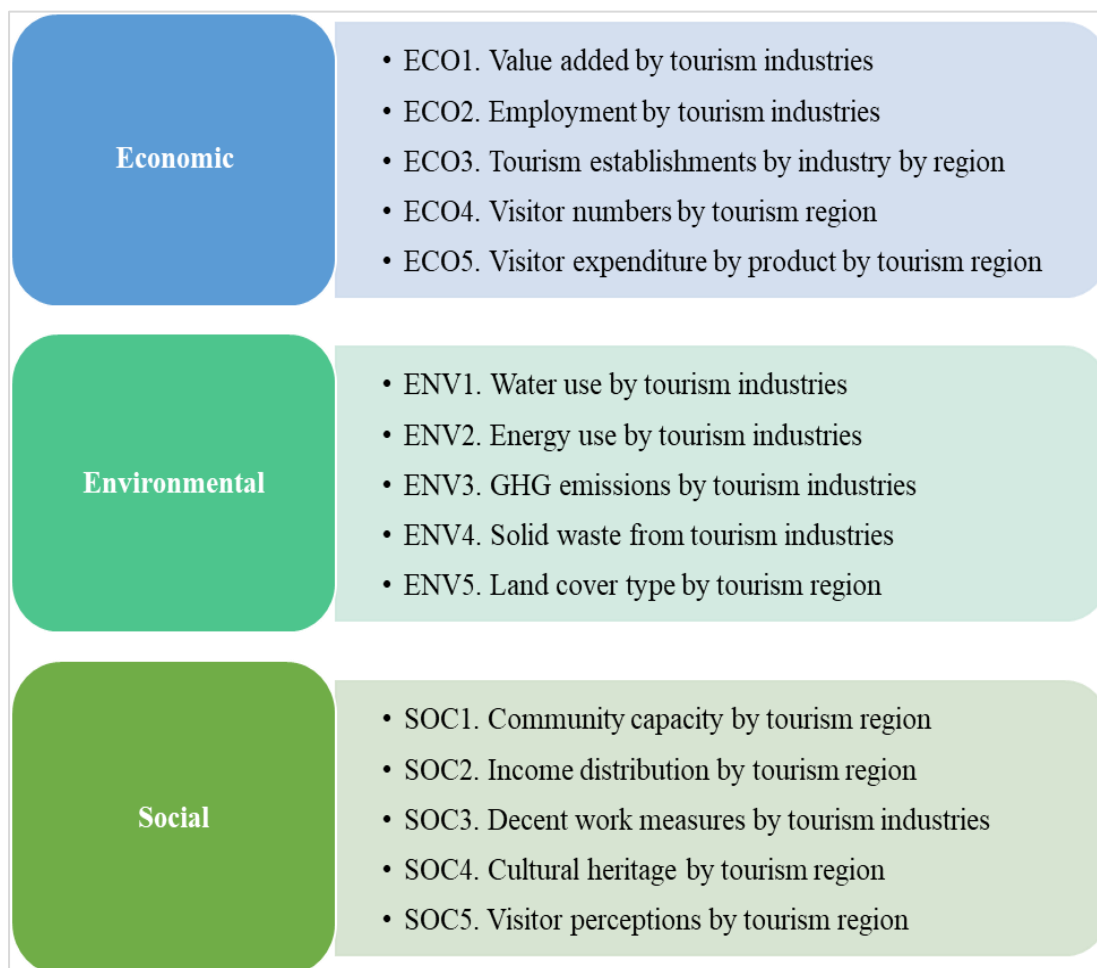 Economic
• ECO1. Value added by tourism industries
• ECO2. Employment by tourism industries
• ECO3. Tourism establishments by industry by region
• ECO4. Visitor numbers by tourism region
• ECO5. Visitor expenditure by product by tourism region
Environmental
• ENV1. Water use by tourism industries
• ENV2. Energy use by tourism industries
• ENV3. GHG emissions by tourism industries
• ENV4. Solid waste from tourism industries
• ENV5. Land cover type by tourism region
Social
• SOC1. Community capacity by tourism region
• SOC2. Income distribution by tourism region
• SOC3. Decent work measures by tourism industries
• SOC4. Cultural heritage by tourism region
• SOC5. Visitor perceptions by tourism region